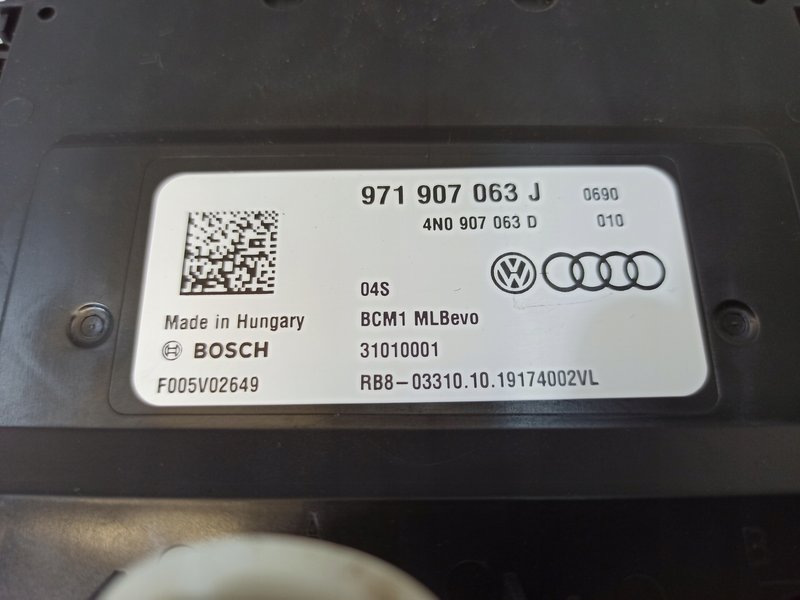 971 907 063 J 0690
4N0 907 063 D 010
04S
Made in Hungary
BCM1 MLBevo
BOSCH
31010001
F005V02649
RB8-03310.10.19174002VL